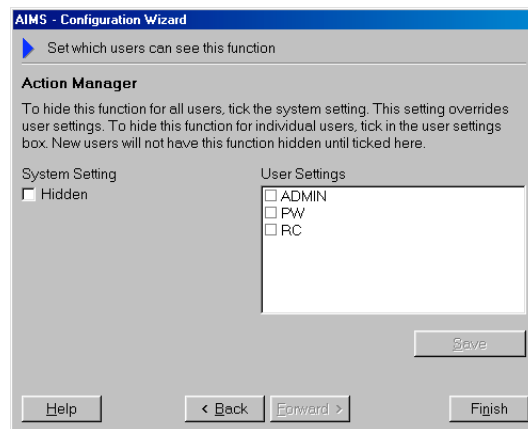 AIMS - Configuration Wizard
Set which users can see this function
Action Manager
To hide this function for all users, tick the system setting. This setting overrides
user settings. To hide this function for individual users, tick in the user settings
box. New users will not have this function hidden until ticked here.
System Setting
User Settings
Hidden
ADMIN
PW
RC
Save
Help
< Back
Forward >
Finish